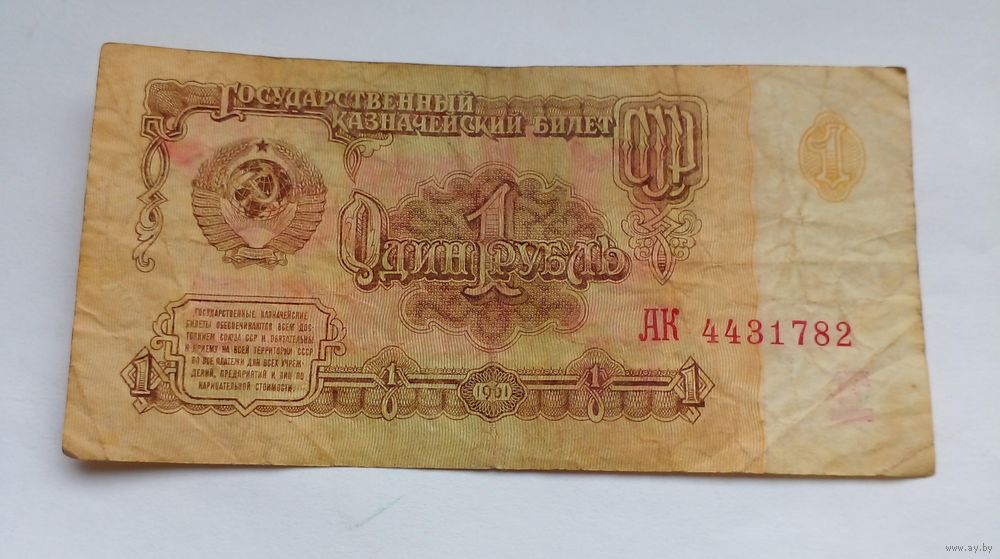 ГОСУДАРСТВЕННЫЙ
КАЗНАЧЕЙСКИЙ БИЛЕТ
СССР
1
1
ОДИН РУБЛЬ
ГОСУДАРСТВЕННЫЕ КАЗНАЧЕЙСКИЕ
БИЛЕТЫ ОБЕСПЕЧИВАЮТСЯ ВСЕМ ДОС-
ТОЯНИЕМ СОЮЗА ССР И ОБЯЗАТЕЛЬНЫ
К ПРИЕМУ НА ВСЕЙ ТЕРРИТОРИИ СССР
ВО ВСЕ ПЛАТЕЖИ ДЛЯ ВСЕХ УЧРЕЖ-
ДЕНИЙ, ПРЕДПРИЯТИЙ И ЛИЦ ПО
НАРИЦАТЕЛЬНОЙ СТОИМОСТИ.
АК 4431782
1
1
1961
1
1
www.ay.by